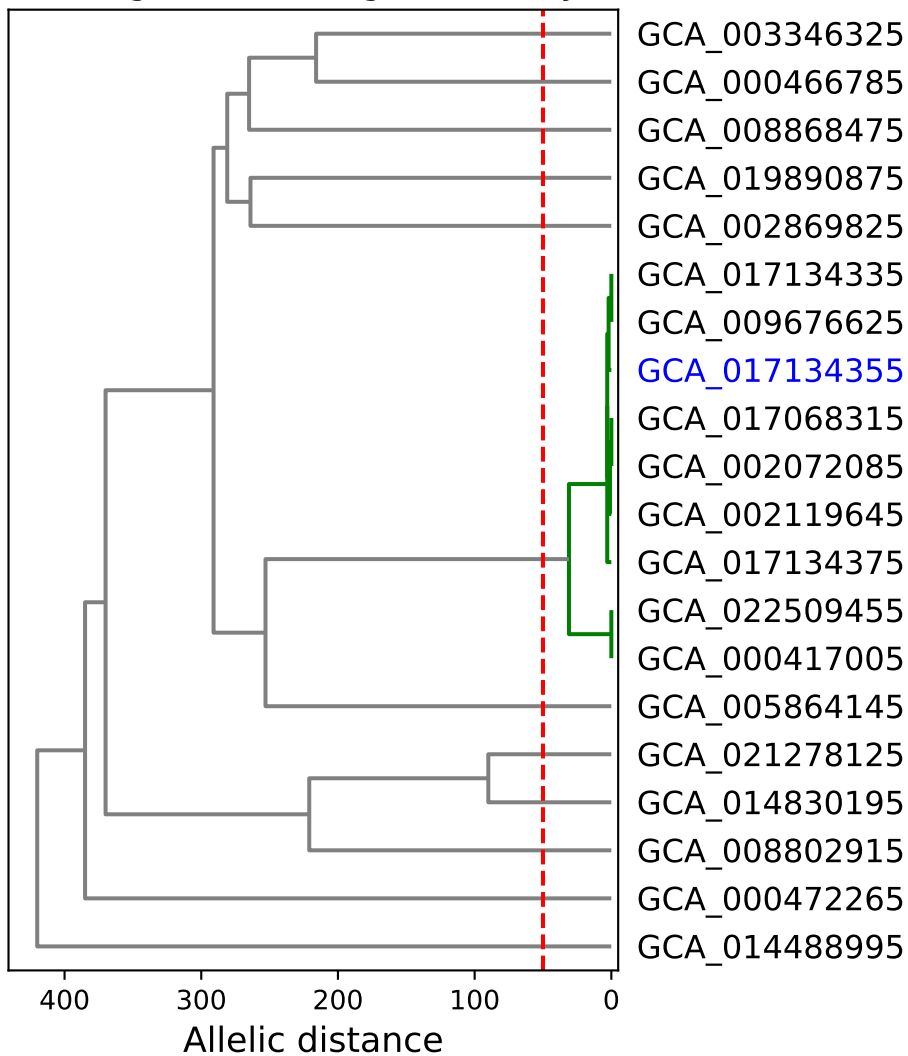 GCA_003346325
GCA_000466785
GCA_008868475
GCA_019890875
GCA_002869825
GCA_017134335
GCA_009676625
GCA_017134355
GCA_017068315
GCA_002072085
GCA_002119645
GCA_017134375
GCA_022509455
GCA_000417005
GCA_005864145
GCA_021278125
GCA_014830195
GCA_008802915
GCA_000472265
GCA_014488995
400 300 200 100 0
Allelic distance